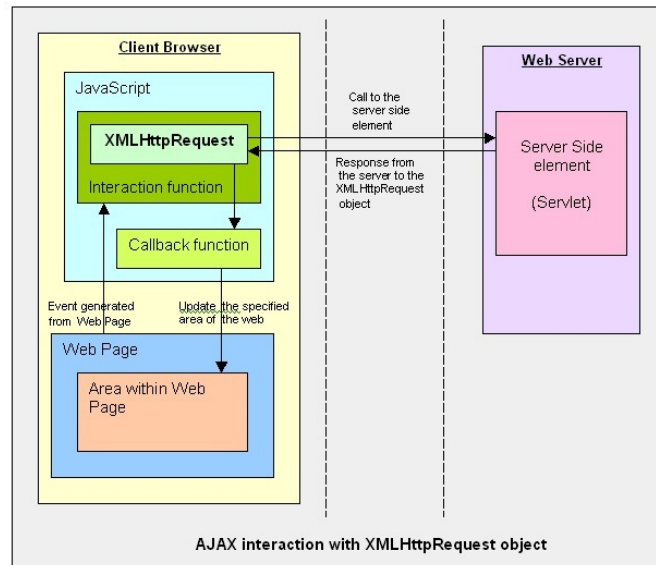 Client Browser
JavaScript
XMLHttpRequest
Interaction function
Callback function
Event generated
from Web Page
Update the specified
area of the web
Web Page
Area within Web
Page
Call to the
server side
element
Response from
the server to the
XMLHttpRequest
object
Web Server
Server Side
element
(Servlet)
AJAX interaction with XMLHttpRequest object